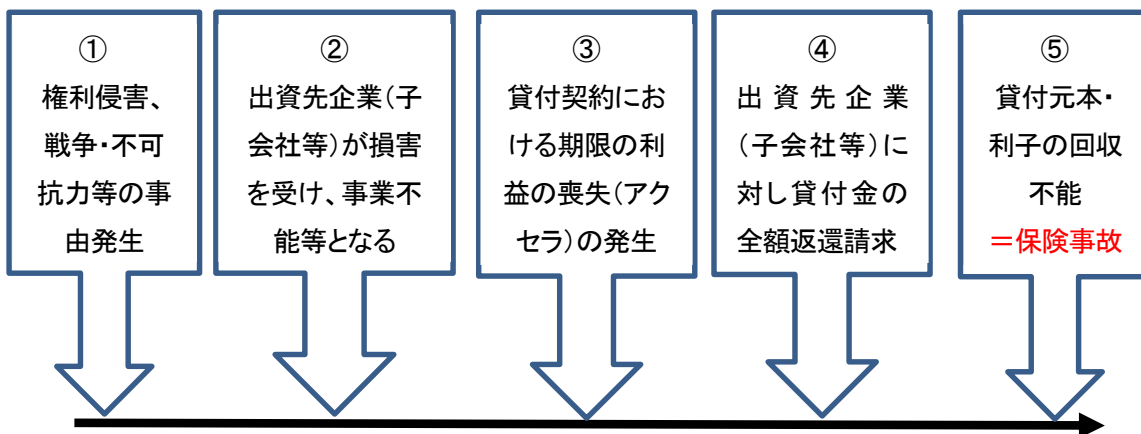 ①
権利侵害、
戦争・不可
抗力等の事
由発生
②
出資先企業（子
会社等）が損害
を受け、事業不
能等となる
③
貸付契約にお
ける期限の利
益の喪失（アク
セラ）の発生
④
出資先企業
（子会社等）に
対し貸付金の
全額返還請求
⑤
貸付元本・
利子の回収
不能
＝保険事故